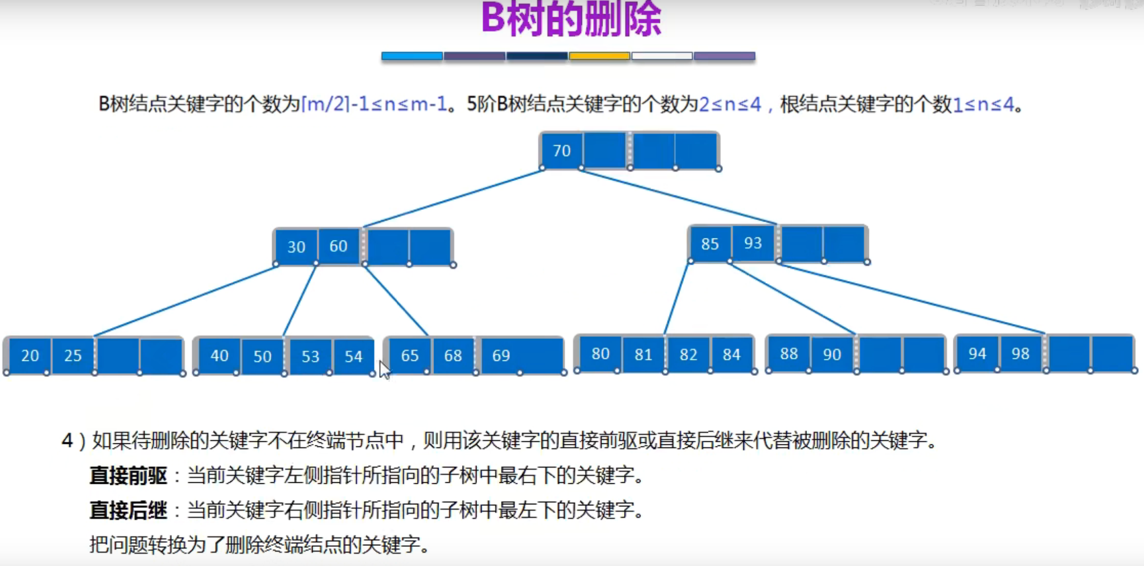 B树的删除
B树结点关键字的个数为⌈m/2⌉-1≤n≤m-1。5阶B树结点关键字的个数为2≤n≤4，根结点关键字的个数1≤n≤4。
70
30 60
85 93
20 25
40 50 53 54
65 68 69
80 81 82 84
88 90
94 98
4）如果待删除的关键字不在终端节点中，则用该关键字的直接前驱或直接后继来代替被删除的关键字。
直接前驱：当前关键字左侧指针所指向的子树中最右下的关键字。
直接后继：当前关键字右侧指针所指向的子树中最左下的关键字。
把问题转换为了删除终端结点的关键字。